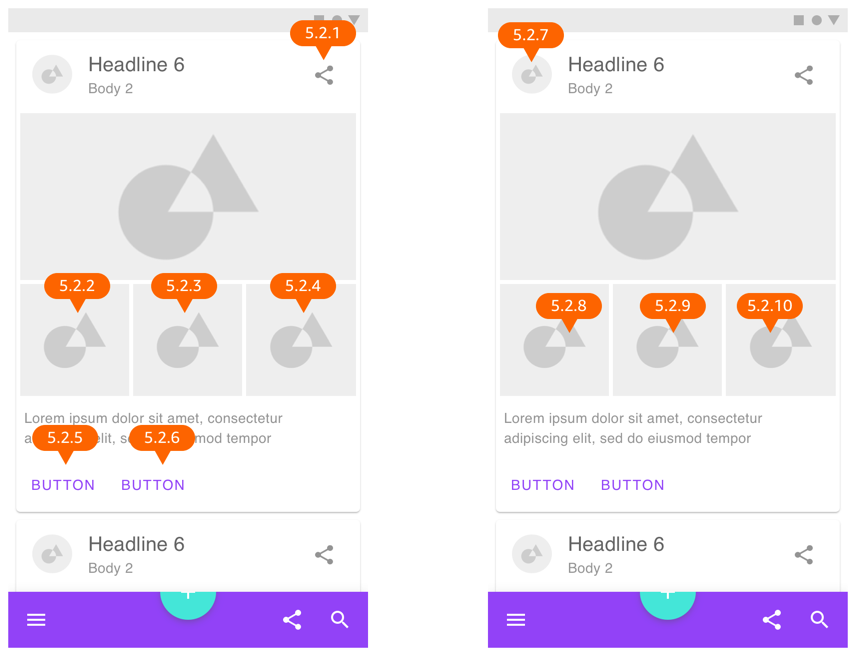 5.2.1
Headline 6
Body 2
5.2.2
5.2.3
5.2.4
Lorem ipsum dolor sit amet, consectetur
a elit, se mod tempor
5.2.5
5.2.6
BUTTON
BUTTON
Headline 6
Body 2
5.2.7
Headline 6
Body 2
5.2.8
5.2.9
5.2.10
Lorem ipsum dolor sit amet, consectetur
adipiscing elit, sed do eiusmod tempor
BUTTON
BUTTON
Headline 6
Body 2